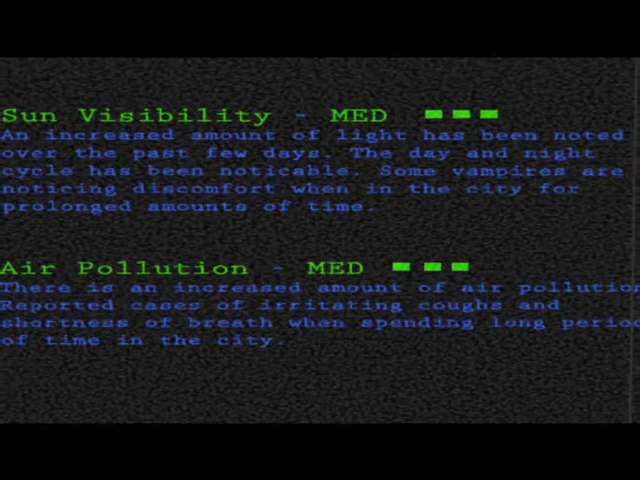 Sun Visibility - MED
An increased amount of light has been noted
over the past few days. The day and night
cycle has been noticable. Some vampires are
noticing discomfort when in the city for
prolonged amounts of time.
Air Pollution - MED
There is an increased amount of air pollution
Reported cases of irritating coughs and
shortness of breath when spending long perio
of time in the city.